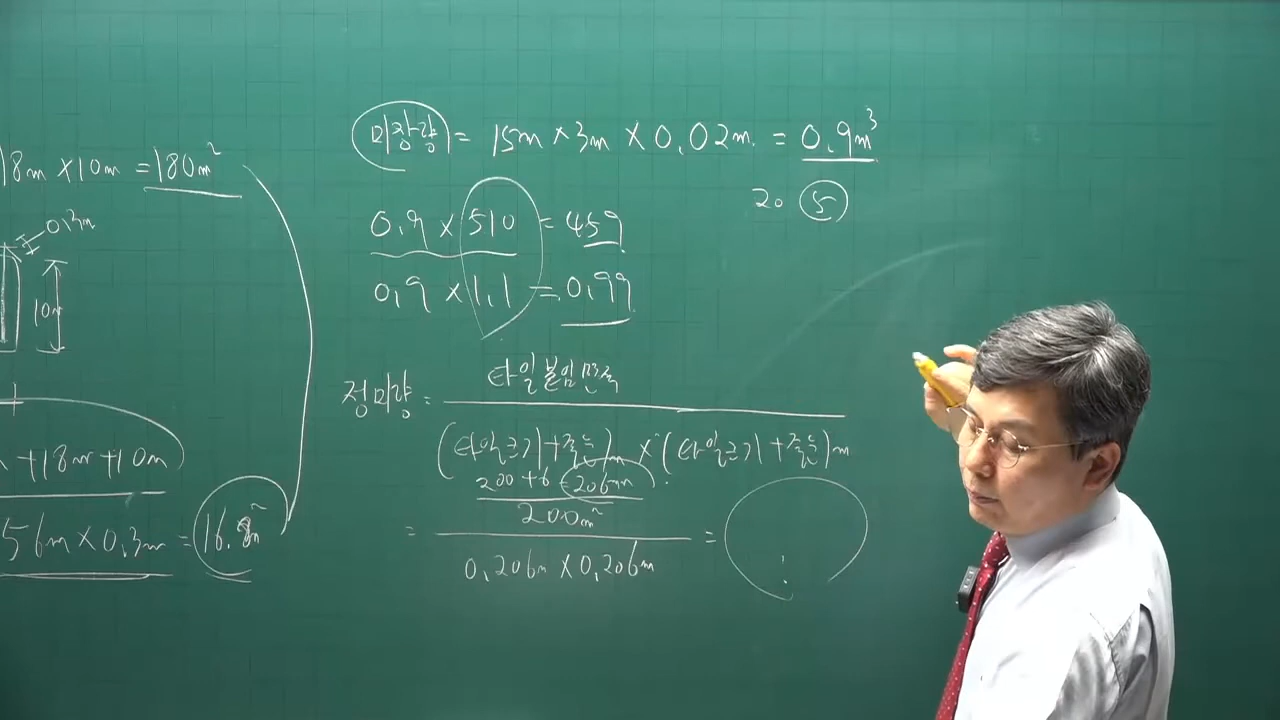 18m × 10m = 180m²
0.3m
10m
+18m+10m)
56m × 0.3m = 16.8m²
미장량 = 15m × 3m × 0.02m = 0.9m³
20 ⑤
0.9 × 510 = 459
0.9 × 1.1 = 0.99
정미량 = 타일붙임면적
(타일크기+줄눈)m × (타일크기+줄눈)m
200+6=206mm
= 200m²
0.206m × 0.206m =